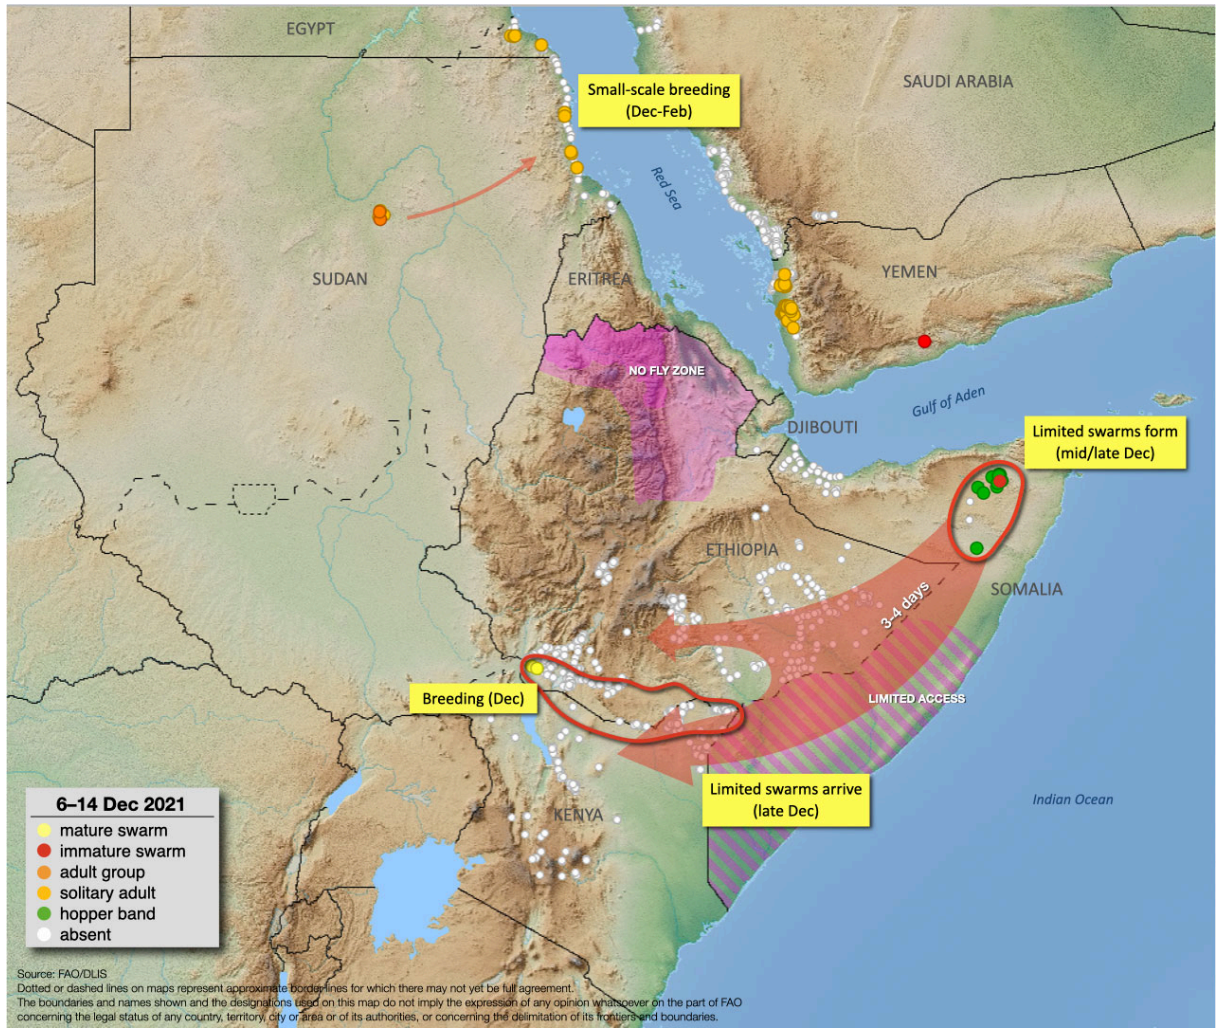 EGYPT
SAUDI ARABIA
Small-scale breeding
(Dec-Feb)
Red Sea
SUDAN
ERITREA
YEMEN
NO FLY ZONE
Gulf of Aden
DJIBOUTI
Limited swarms form
(mid/late Dec)
ETHIOPIA
SOMALIA
3-4 days
Breeding (Dec)
LIMITED ACCESS
Limited swarms arrive
(late Dec)
Indian Ocean
KENYA
6–14 Dec 2021
mature swarm
immature swarm
adult group
solitary adult
hopper band
absent
Source: FAO/DLIS
Dotted or dashed lines on maps represent approximate border lines for which there may not yet be full agreement.
The boundaries and names shown and the designations used on this map do not imply the expression of any opinion whatsoever on the part of FAO
concerning the legal status of any country, territory, city or area or of its authorities, or concerning the delimitation of its frontiers and boundaries.